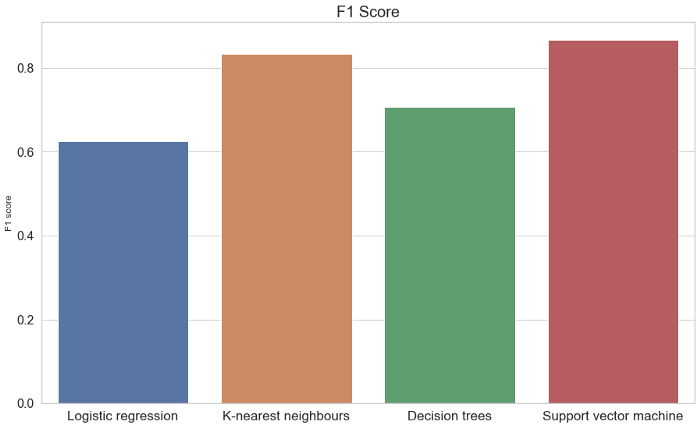 F1 Score
F1 score
0.8
0.6
0.4
0.2
0.0
Logistic regression
K-nearest neighbours
Decision trees
Support vector machine